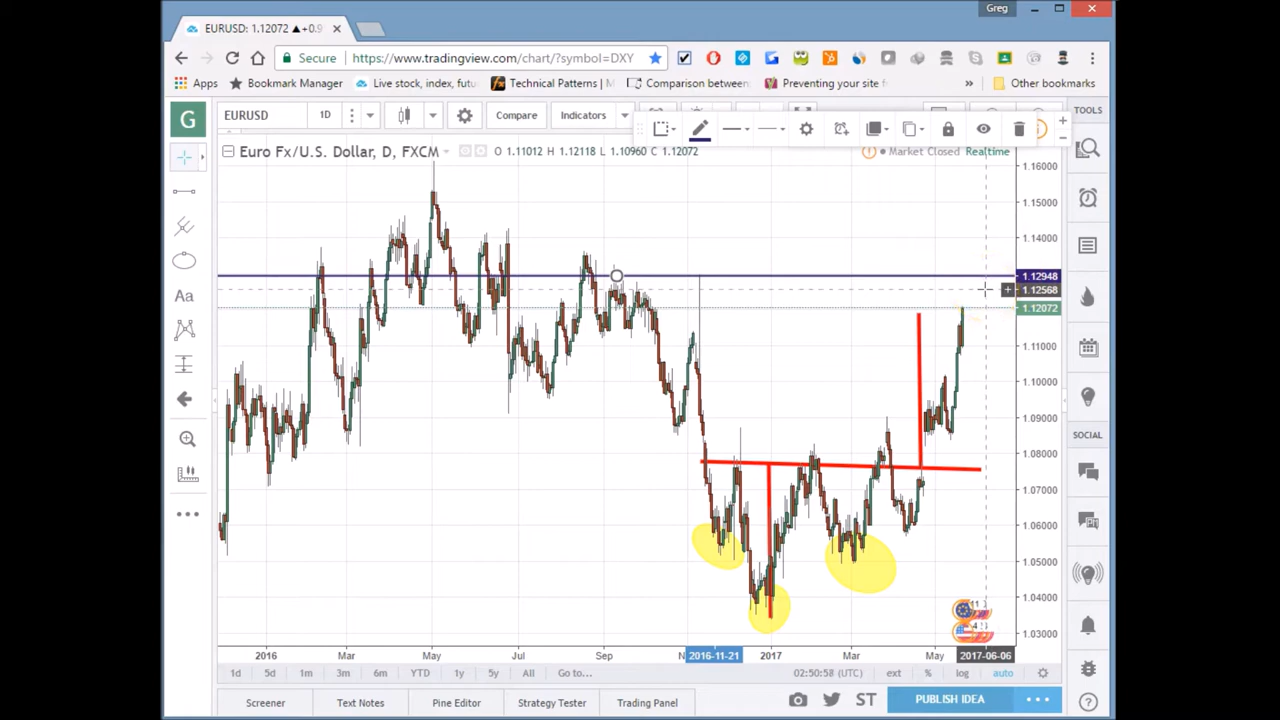 Greg
EURUSD: 1.12072 ▲+0.9
Secure https://www.tradingview.com/chart/?symbol=DXY
Apps Bookmark Manager Live stock, index, futu Technical Patterns | M Comparison between Preventing your site f » Other bookmarks
G EURUSD 1D Compare Indicators TOOLS
Euro Fx/U.S. Dollar, D, FXCM O 1.11012 H 1.12118 L 1.10960 C 1.12072 Market Closed Realtime
1.16000
1.15000
1.14000
1.12948
1.12568
1.12072
1.11000
1.10000
1.09000
1.08000
1.07000
1.06000
1.05000
1.04000
1.03000
Aa
SOCIAL
2016 Mar May Jul Sep N 2016-11-21 2017 Mar May 2017-06-06
1d 5d 1m 3m 6m YTD 1y 5y All Go to... 02:50:58 (UTC) ext % log auto
Screener Text Notes Pine Editor Strategy Tester Trading Panel ST PUBLISH IDEA